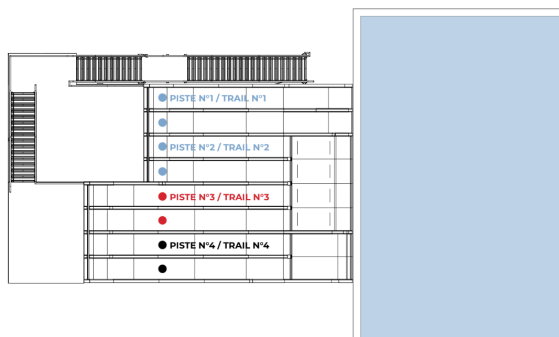 PISTE N°1 / TRAIL N°1
PISTE N°2 / TRAIL N°2
PISTE N°3 / TRAIL N°3
PISTE N°4 / TRAIL N°4